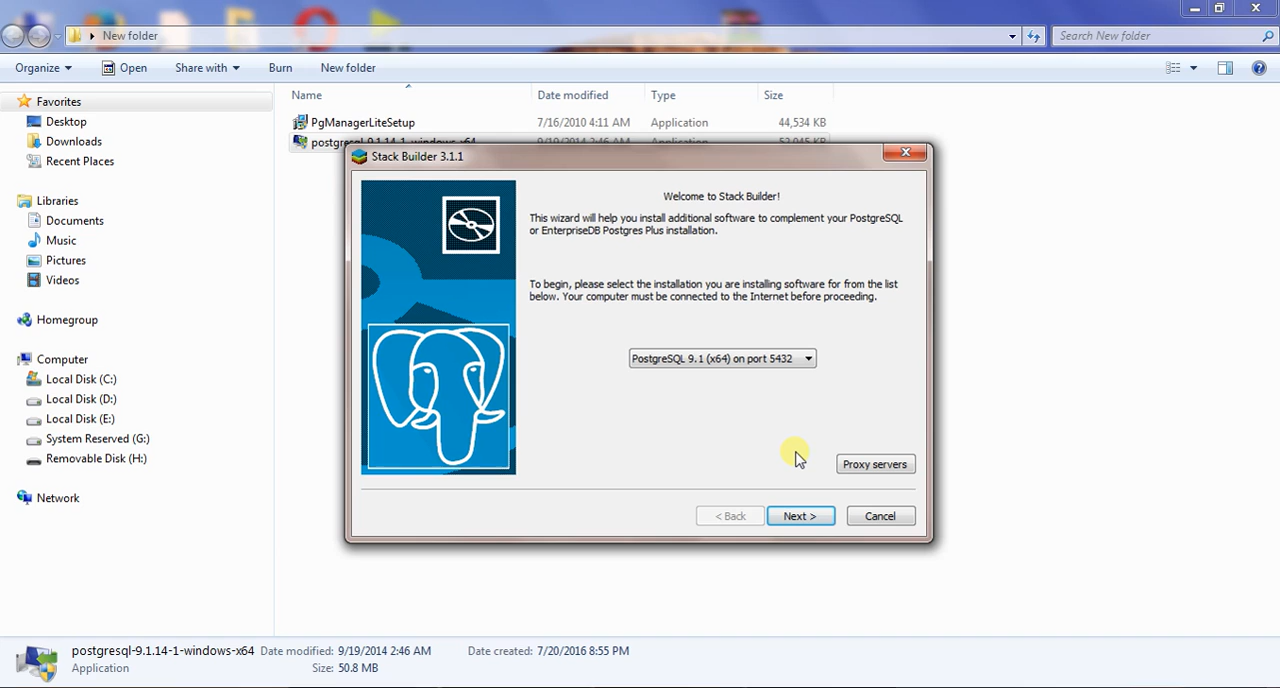 New folder
Search New folder
Organize
Open
Share with
Burn
New folder
Favorites
Desktop
Downloads
Recent Places
Libraries
Documents
Music
Pictures
Videos
Homegroup
Computer
Local Disk (C:)
Local Disk (D:)
Local Disk (E:)
System Reserved (G:)
Removable Disk (H:)
Network
Name Date modified Type Size
PgManagerLiteSetup 7/16/2010 4:11 AM Application 44,534 KB
postgresql-9.1.14-1-windows-x64 9/19/2014 2:46 AM Application 52,045 KB
Stack Builder 3.1.1
Welcome to Stack Builder!
This wizard will help you install additional software to complement your PostgreSQL
or EnterpriseDB Postgres Plus installation.
To begin, please select the installation you are installing software for from the list
below. Your computer must be connected to the Internet before proceeding.
PostgreSQL 9.1 (x64) on port 5432
Proxy servers
< Back
Next >
Cancel
postgresql-9.1.14-1-windows-x64 Date modified: 9/19/2014 2:46 AM Date created: 7/20/2016 8:55 PM
Application Size: 50.8 MB